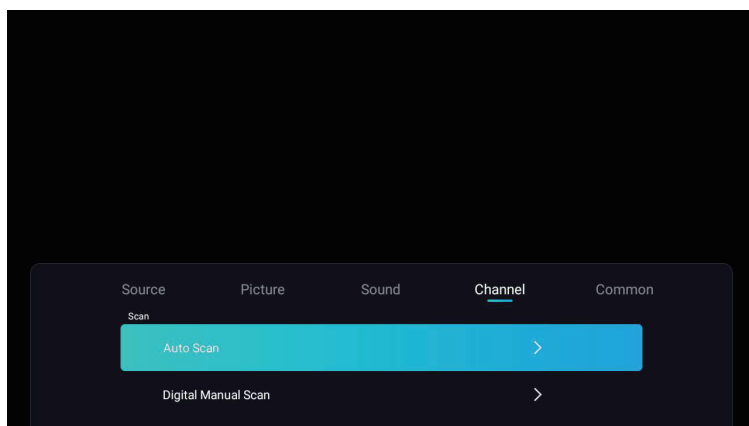 Source Picture Sound Channel Common
Scan
Auto Scan
Digital Manual Scan